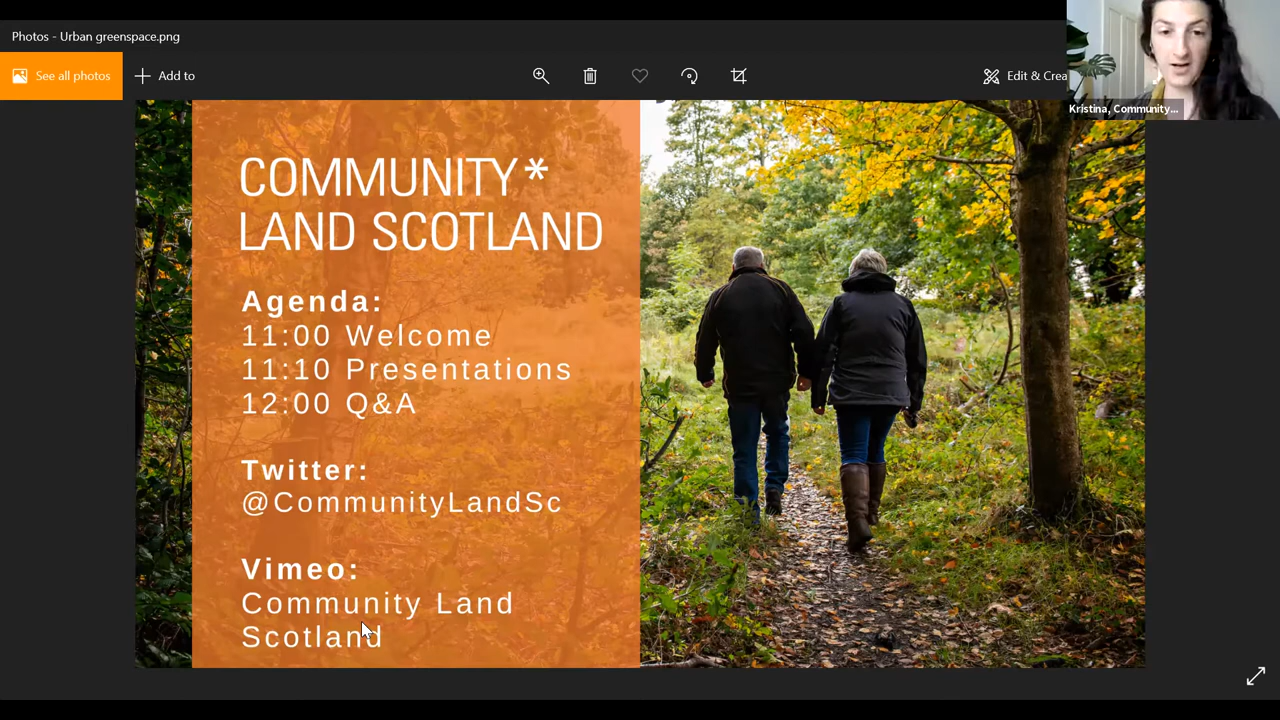 Photos - Urban greenspace.png
See all photos
Add to
Edit & Crea
Kristina, Community...
COMMUNITY*
LAND SCOTLAND
Agenda:
11:00 Welcome
11:10 Presentations
12:00 Q&A
Twitter:
@CommunityLandSc
Vimeo:
Community Land
Scotland